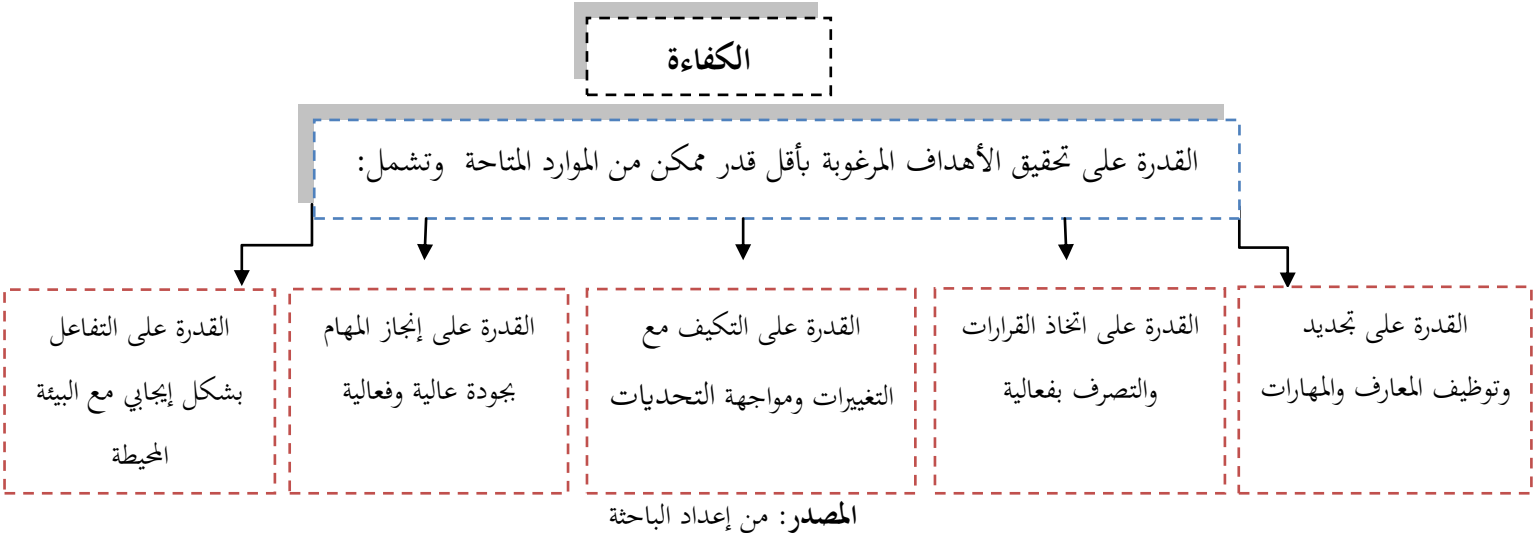 الكفاءة
القدرة على تحقيق الأهداف المرغوبة بأقل قدر ممكن من الموارد المتاحة وتشمل:
القدرة على تجديد
وتوظيف المعارف والمهارات
القدرة على اتخاذ القرارات
والتصرف بفعالية
القدرة على التكيف مع
التغييرات ومواجهة التحديات
القدرة على إنجاز المهام
بجودة عالية وفعالية
القدرة على التفاعل
بشكل إيجابي مع البيئة
المحيطة
المصدر: من إعداد الباحثة